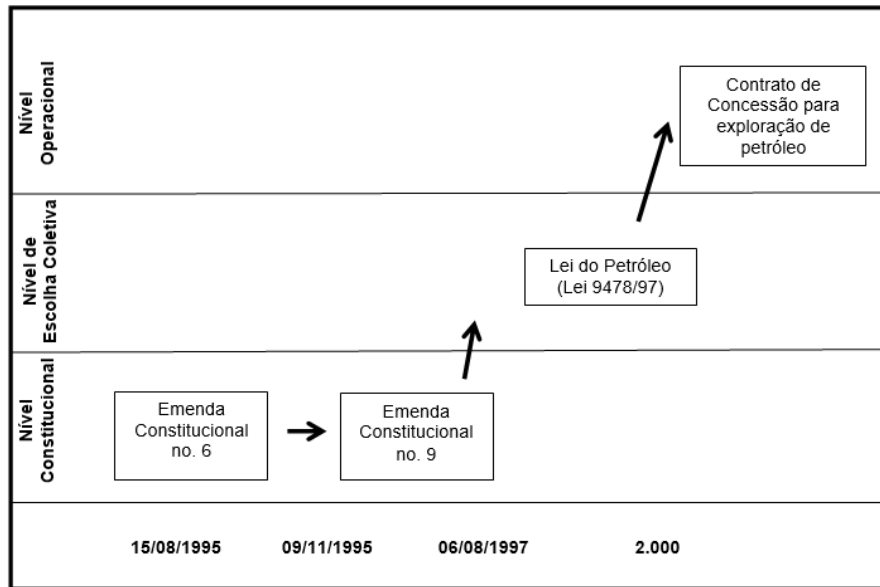 Nível
Operacional
Contrato de
Concessão para
exploração de
petróleo
Nível de
Escolha Coletiva
Lei do Petróleo
(Lei 9478/97)
Nível
Constitucional
Emenda
Constitucional
no. 6
Emenda
Constitucional
no. 9
15/08/1995
09/11/1995
06/08/1997
2.000